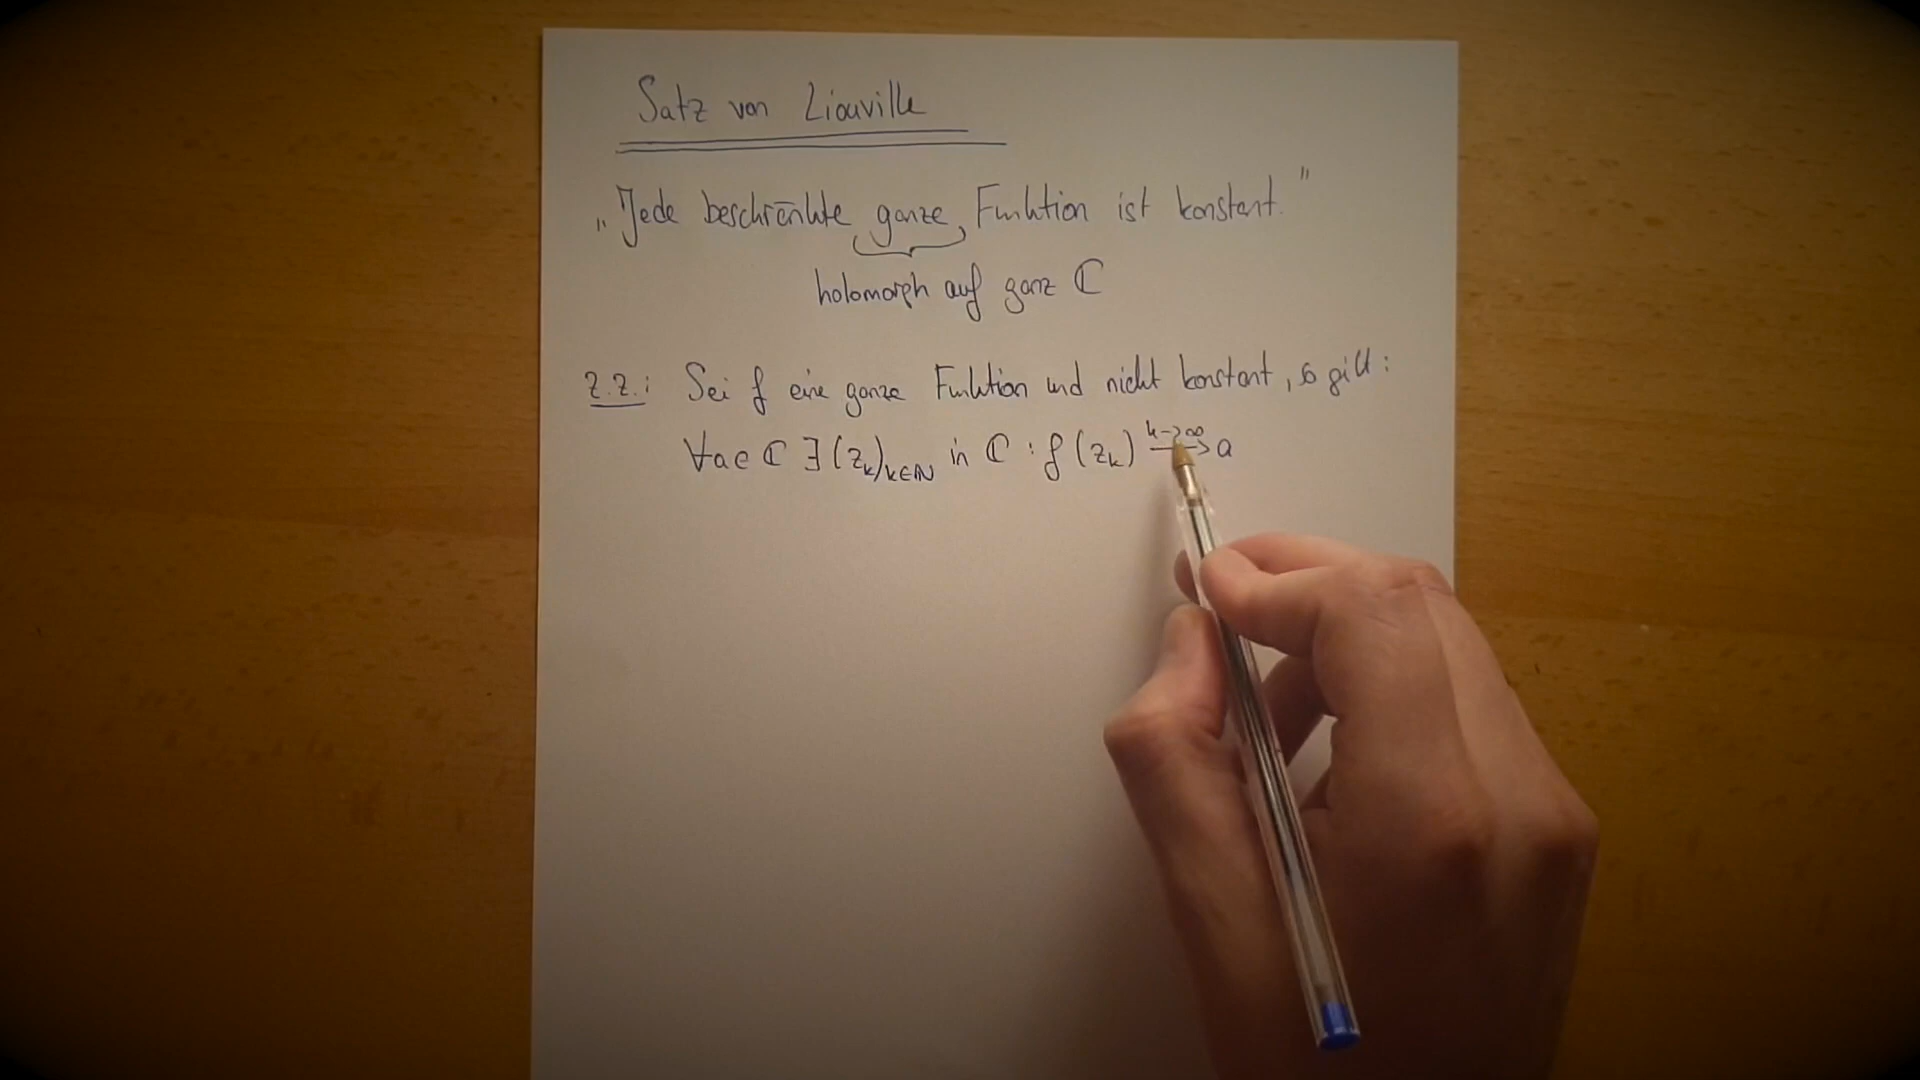 Satz von Liouville
„Jede beschränkte ganze Funktion ist konstant."
holomorph auf ganz ℂ
Z.Z.: Sei f eine ganze Funktion und nicht konstant, so gilt:
∀a∈ℂ ∃(z_k)_{k∈ℕ} in ℂ : f(z_k) \xrightarrow{k→∞} a